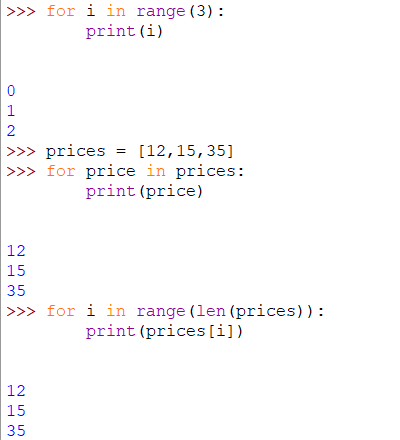 >>> for i in range(3):
        print(i)
0
1
2
>>> prices = [12,15,35]
>>> for price in prices:
        print(price)
12
15
35
>>> for i in range(len(prices)):
        print(prices[i])
12
15
35